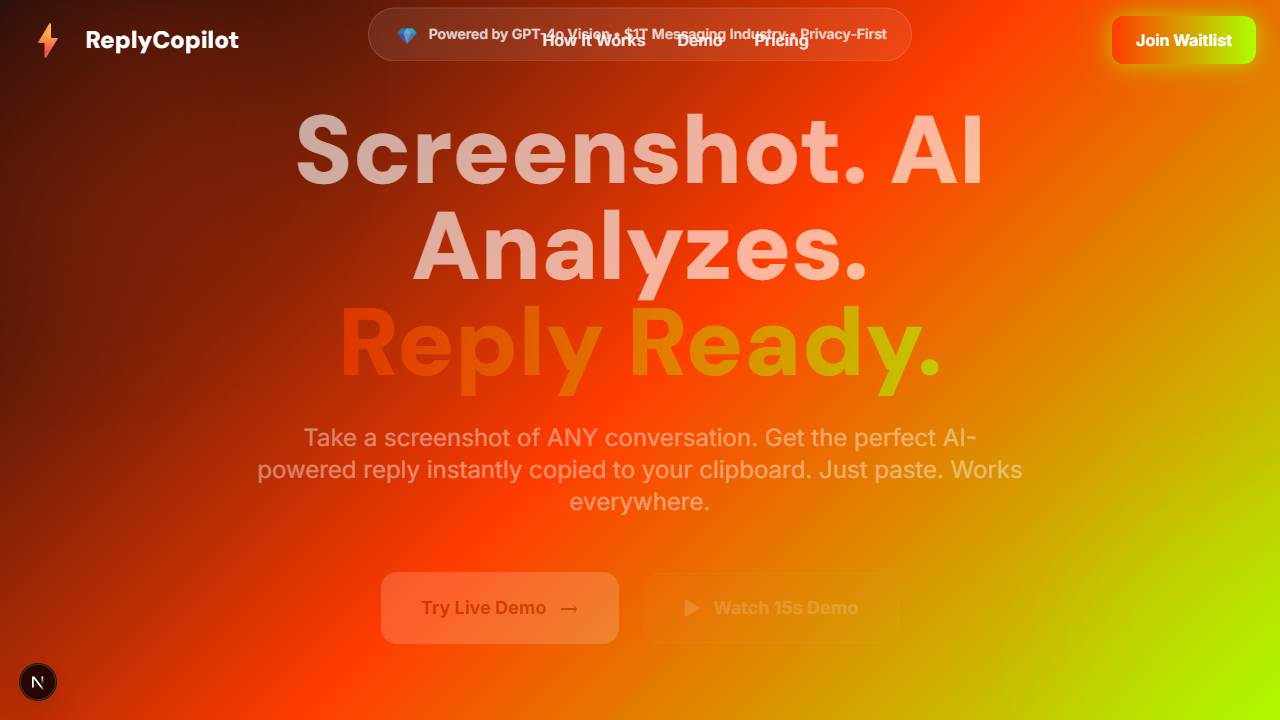 ReplyCopilot
Powered by GPT-4o Vision • $1T Messaging Industry • Privacy-First
How It Works
Demo
Pricing
Join Waitlist
Screenshot. AI
Analyzes.
Reply Ready.
Take a screenshot of ANY conversation. Get the perfect AI-
powered reply instantly copied to your clipboard. Just paste. Works
everywhere.
Try Live Demo →
▶ Watch 15s Demo
N